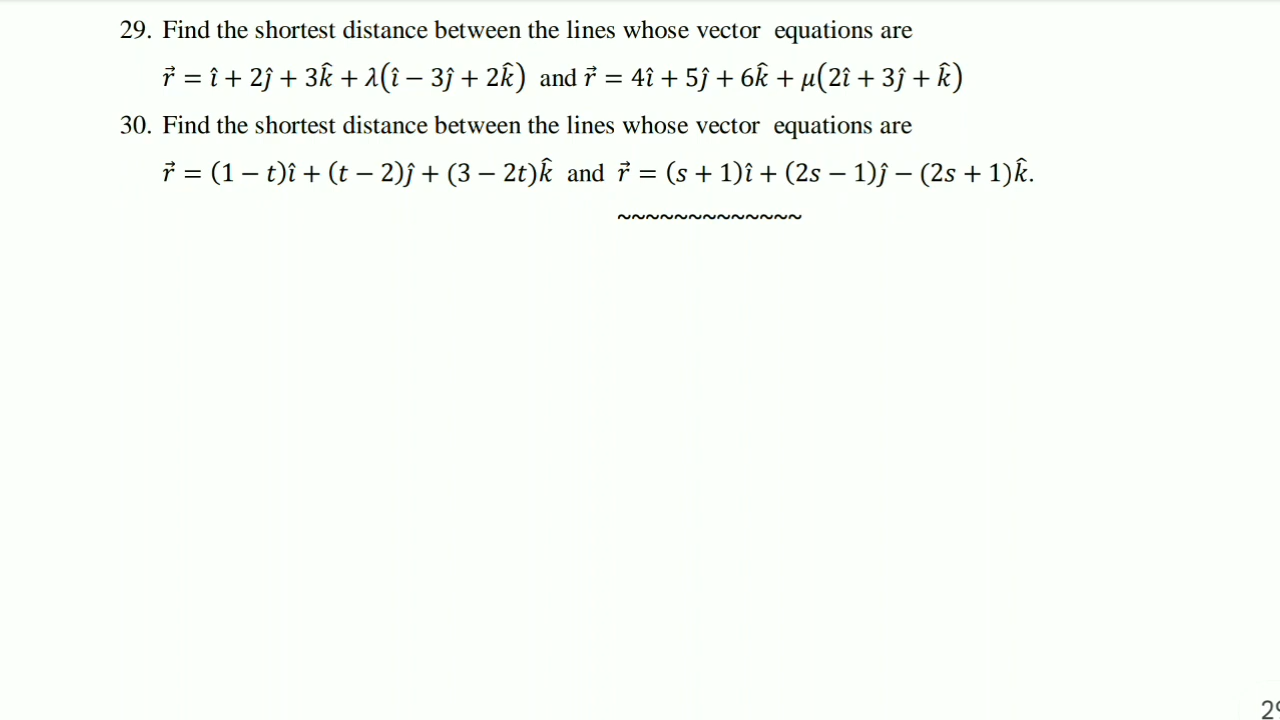 29. Find the shortest distance between the lines whose vector equations are
r⃗ = î + 2ĵ + 3k̂ + λ(î − 3ĵ + 2k̂) and r⃗ = 4î + 5ĵ + 6k̂ + μ(2î + 3ĵ + k̂)
30. Find the shortest distance between the lines whose vector equations are
r⃗ = (1 − t)î + (t − 2)ĵ + (3 − 2t)k̂ and r⃗ = (s + 1)î + (2s − 1)ĵ − (2s + 1)k̂.
~~~~~~~~~~~~~